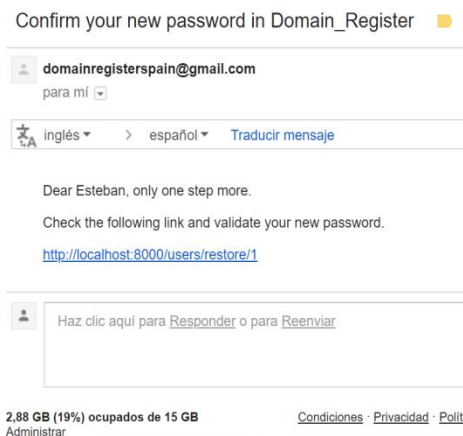 Confirm your new password in Domain_Register
domainregisterspain@gmail.com
para mí
inglés > español Traducir mensaje
Dear Esteban, only one step more.
Check the following link and validate your new password.
http://localhost:8000/users/restore/1
Haz clic aquí para Responder o para Reenviar
2,88 GB (19%) ocupados de 15 GB Condiciones · Privacidad · Polít
Administrar